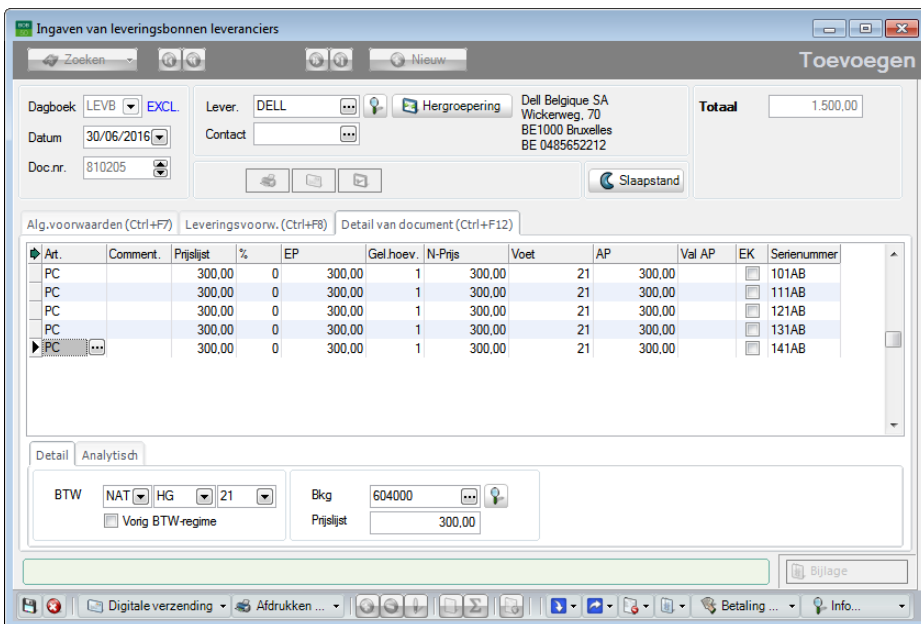 Ingaven van leveringsbonnen leveranciers
Zoeken Nieuw Toevoegen
Dagboek LEVB EXCL. Lever. DELL Hergroepering Dell Belgique SA Totaal 1.500,00
Wickerweg, 70
Datum 30/06/2016 Contact BE1000 Bruxelles
BE 0485652212
Doc.nr. 810205
Slaapstand
Alg.voorwaarden (Ctrl+F7) Leveringsvoorw. (Ctrl+F8) Detail van document (Ctrl+F12)
Art. Comment. Prijslijst % EP Gel.hoev. N-Prijs Voet AP Val AP EK Serienummer
PC 300,00 0 300,00 1 300,00 21 300,00 101AB
PC 300,00 0 300,00 1 300,00 21 300,00 111AB
PC 300,00 0 300,00 1 300,00 21 300,00 121AB
PC 300,00 0 300,00 1 300,00 21 300,00 131AB
PC ... 300,00 0 300,00 1 300,00 21 300,00 141AB
Detail Analytisch
BTW NAT HG 21 Bkg 604000 ...
Vorig BTW-regime Prijslijst 300,00
Bijlage
Digitale verzending Afdrukken ... Σ Betaling ... Info...